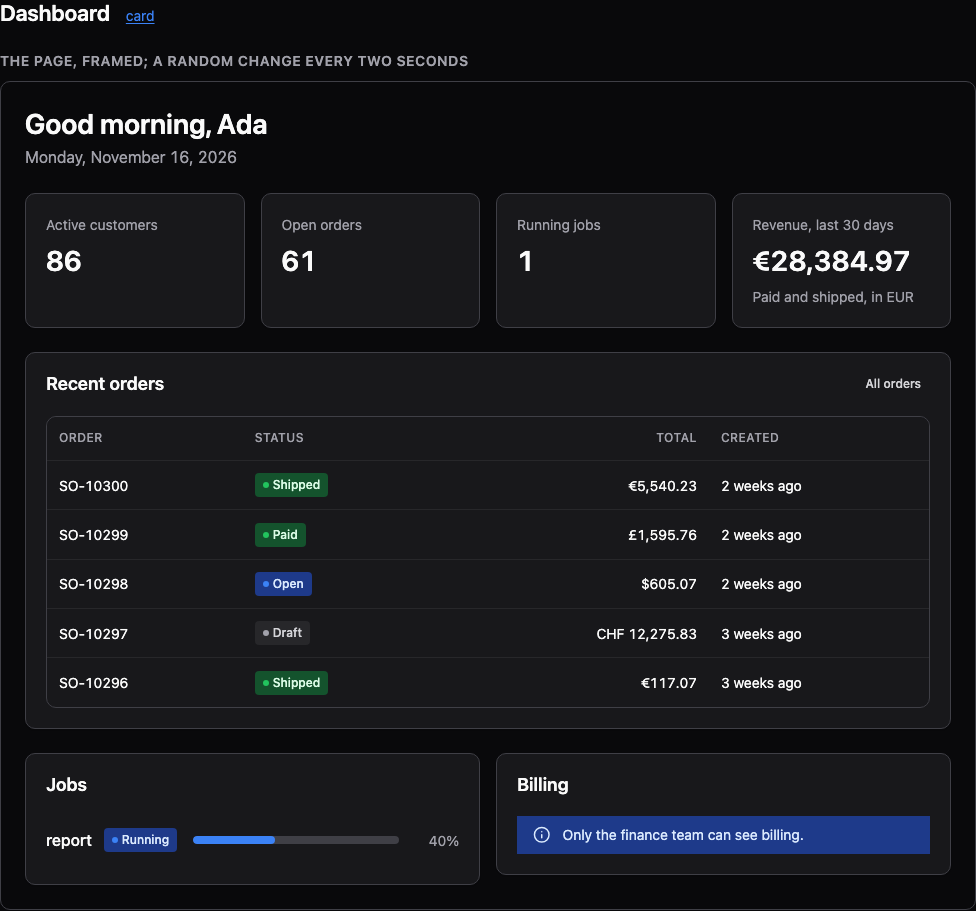 Dashboard card
THE PAGE, FRAMED; A RANDOM CHANGE EVERY TWO SECONDS
Good morning, Ada
Monday, November 16, 2026
Active customers
86
Open orders
61
Running jobs
1
Revenue, last 30 days
€28,384.97
Paid and shipped, in EUR
Recent orders All orders
ORDER STATUS TOTAL CREATED
SO-10300 Shipped €5,540.23 2 weeks ago
SO-10299 Paid £1,595.76 2 weeks ago
SO-10298 Open $605.07 2 weeks ago
SO-10297 Draft CHF 12,275.83 3 weeks ago
SO-10296 Shipped €117.07 3 weeks ago
Jobs
report Running 40%
Billing
Only the finance team can see billing.